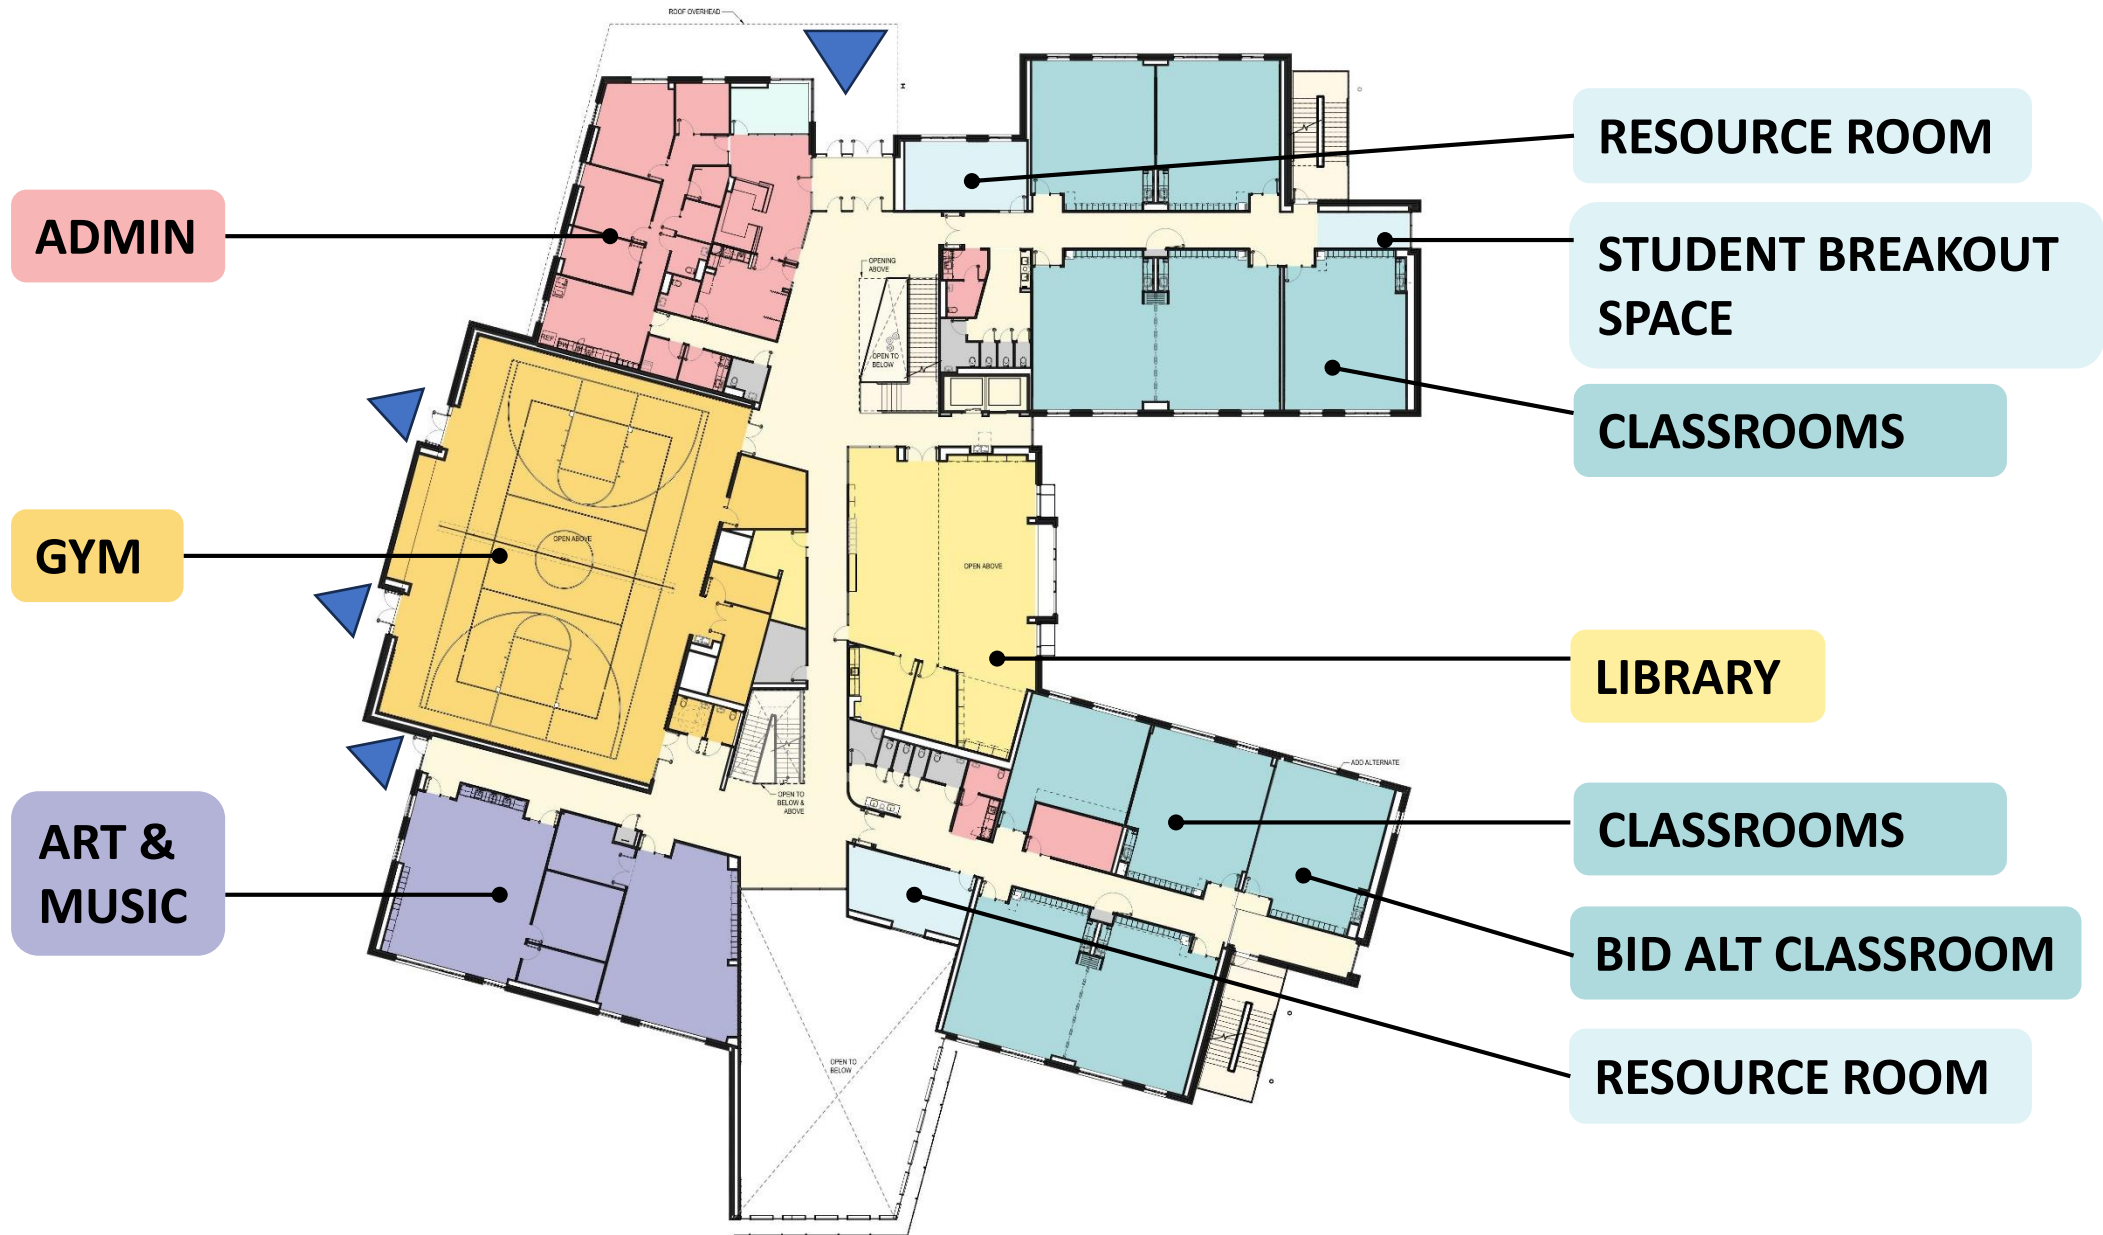 ROOF OVERHEAD
RESOURCE ROOM
ADMIN
STUDENT BREAKOUT
SPACE
OPENING
ABOVE
OPEN TO
BELOW
REF
CLASSROOMS
GYM
OPEN ABOVE
OPEN ABOVE
LIBRARY
ADD ALTERNATE
OPEN TO
BELOW &
ABOVE
CLASSROOMS
ART &
MUSIC
BID ALT CLASSROOM
OPEN TO
BELOW
RESOURCE ROOM